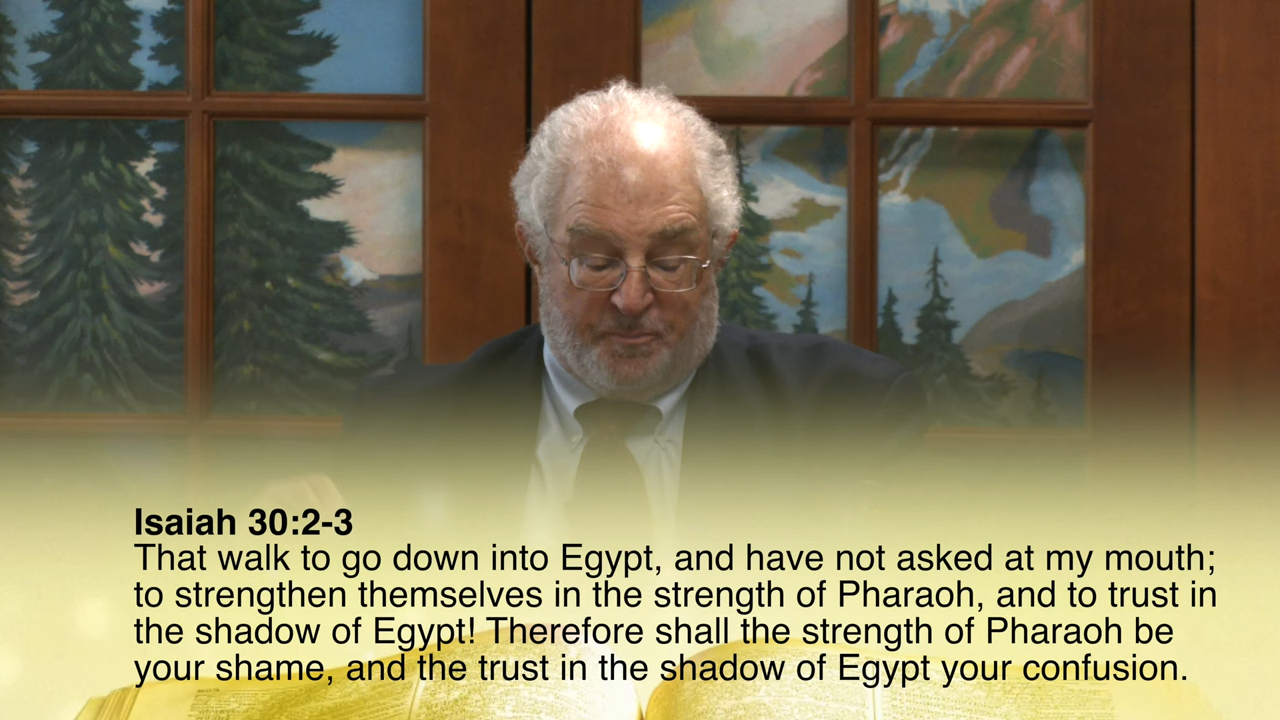 Isaiah 30:2-3
That walk to go down into Egypt, and have not asked at my mouth;
to strengthen themselves in the strength of Pharaoh, and to trust in
the shadow of Egypt! Therefore shall the strength of Pharaoh be
your shame, and the trust in the shadow of Egypt your confusion.